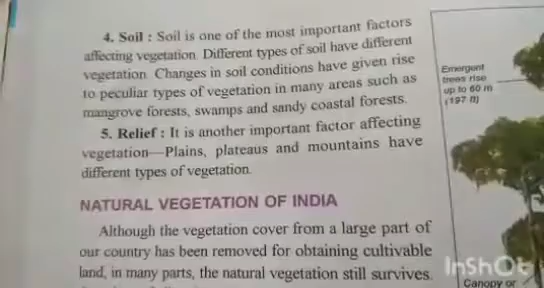 4. Soil : Soil is one of the most important factors
affecting vegetation. Different types of soil have different
vegetation. Changes in soil conditions have given rise
to peculiar types of vegetation in many areas such as
mangrove forests, swamps and sandy coastal forests.
5. Relief : It is another important factor affecting
vegetation—Plains, plateaus and mountains have
different types of vegetation.
NATURAL VEGETATION OF INDIA
Although the vegetation cover from a large part of
our country has been removed for obtaining cultivable
land, in many parts, the natural vegetation still survives.
Emergent
trees rise
up to 60 m
(197 ft)
Canopy or
InShOt